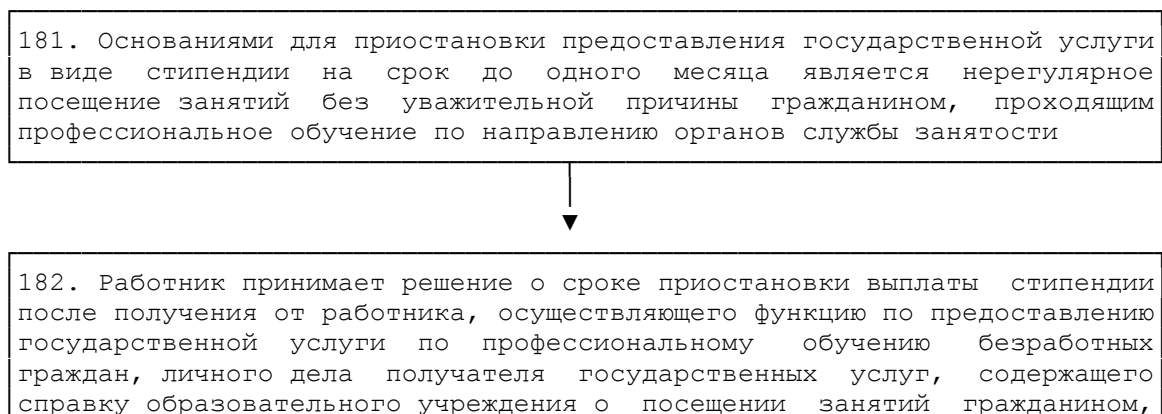 181. Основаниями для приостановки предоставления государственной услуги
в виде стипендии на срок до одного месяца является нерегулярное
посещение занятий без уважительной причины гражданином, проходящим
профессиональное обучение по направлению органов службы занятости
182. Работник принимает решение о сроке приостановки выплаты стипендии
после получения от работника, осуществляющего функцию по предоставлению
государственной услуги по профессиональному обучению безработных
граждан, личного дела получателя государственных услуг, содержащего
справку образовательного учреждения о посещении занятий гражданином,